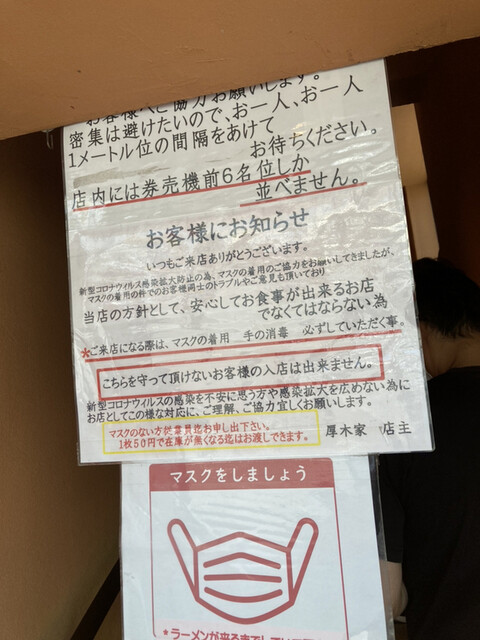 お客様へご協力お願いします。
密集は避けたいので、お一人、お一人
1メートル位の間隔をあけて
お待ちください。
店内には券売機前6名位しか
並べません。
お客様にお知らせ
いつもご来店ありがとうございます。
新型コロナウイルス感染拡大防止の為、マスクの着用のご協力をお願いしてきましたが、
マスクの着用の件でのお客様同士のトラブルやご意見も頂いており
当店の方針として、安心してお食事が出来るお店
でなくてはならない為
*ご来店になる際は、マスクの着用 手の消毒 必ずしていただく事。
こちらを守って頂けないお客様の入店は出来ません。
新型コロナウイルスの感染を不安に思う方や感染拡大を広めない為に
お店としてこの様な対応に、ご理解、ご協力宜しくお願いします。
マスクのない方従業員迄お申し出下さい。
1枚50円で在庫が無くなる迄はお渡しできます。
厚木家 店主
マスクをしましょう
*ラーメンが来るまでしてい